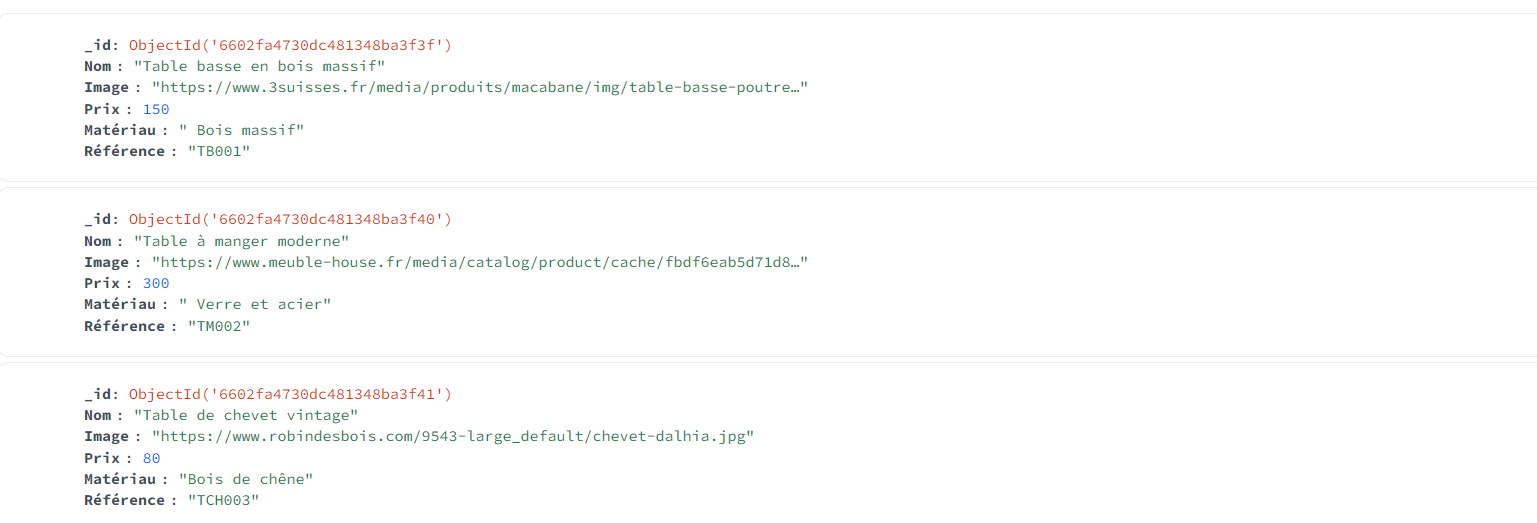 _id: ObjectId('6602fa4730dc481348ba3f3f')
Nom : "Table basse en bois massif"
Image : "https://www.3suisses.fr/media/produits/macabane/img/table-basse-poutre…"
Prix : 150
Matériau : " Bois massif"
Référence : "TB001"
_id: ObjectId('6602fa4730dc481348ba3f40')
Nom : "Table à manger moderne"
Image : "https://www.meuble-house.fr/media/catalog/product/cache/fbdf6eab5d71d8…"
Prix : 300
Matériau : " Verre et acier"
Référence : "TM002"
_id: ObjectId('6602fa4730dc481348ba3f41')
Nom : "Table de chevet vintage"
Image : "https://www.robindesbois.com/9543-large_default/chevet-dalhia.jpg"
Prix : 80
Matériau : "Bois de chêne"
Référence : "TCH003"